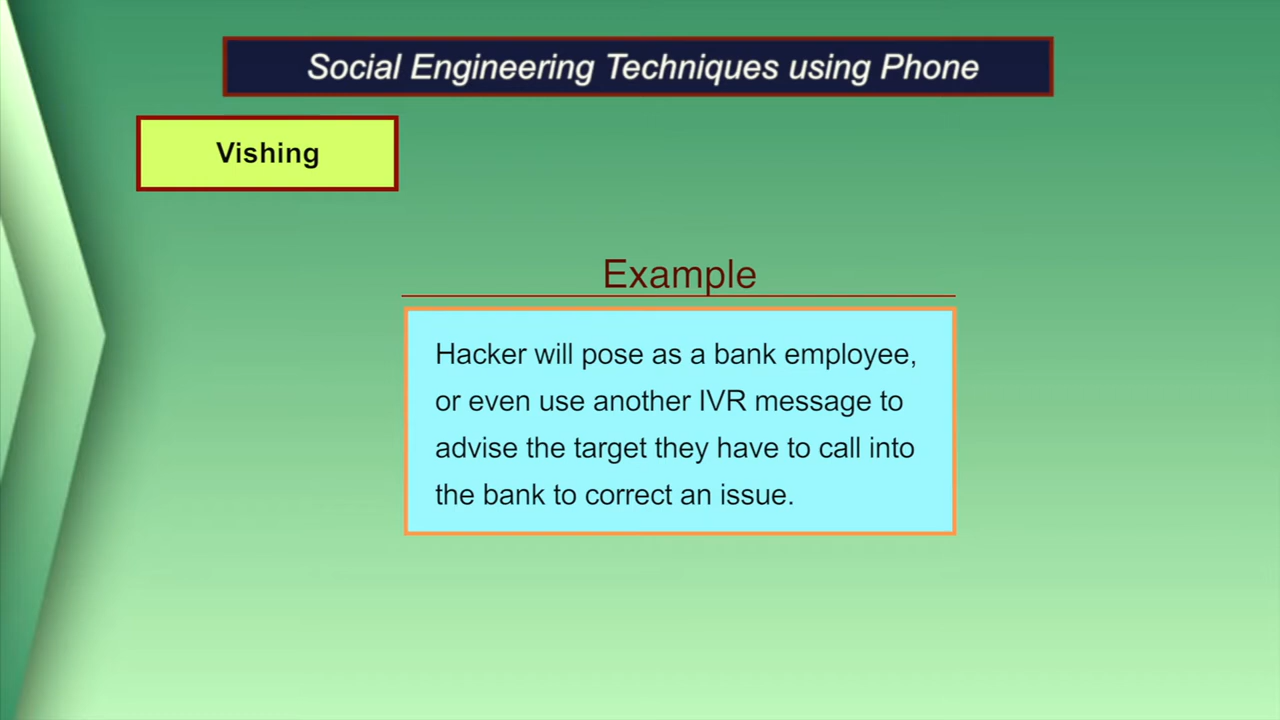 Social Engineering Techniques using Phone
Vishing
Example
Hacker will pose as a bank employee,
or even use another IVR message to
advise the target they have to call into
the bank to correct an issue.